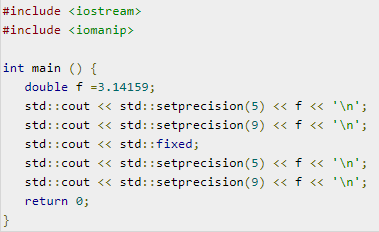 #include <iostream>
#include <iomanip>
int main () {
double f =3.14159;
std::cout << std::setprecision(5) << f << '\n';
std::cout << std::setprecision(9) << f << '\n';
std::cout << std::fixed;
std::cout << std::setprecision(5) << f << '\n';
std::cout << std::setprecision(9) << f << '\n';
return 0;
}